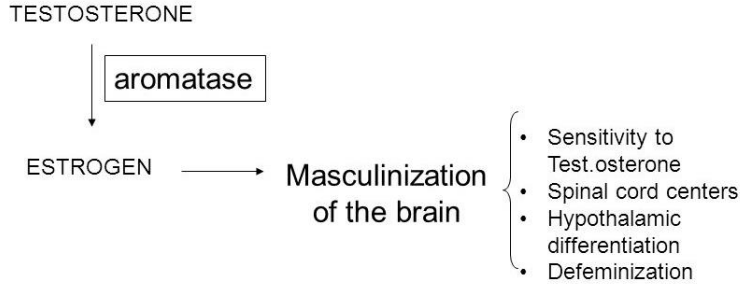 TESTOSTERONE
aromatase
ESTROGEN
Masculinization
of the brain
• Sensitivity to
Test.osterone
• Spinal cord centers
• Hypothalamic
differentiation
• Defeminization